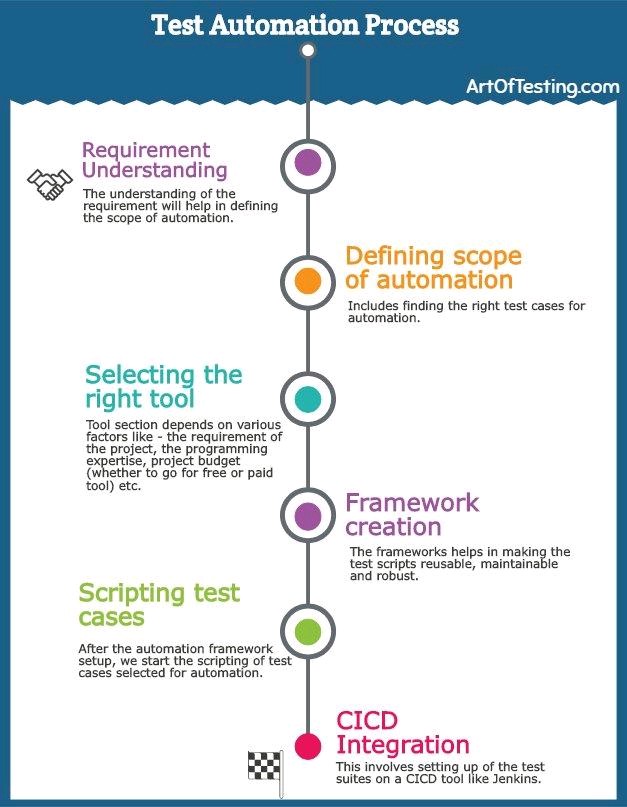 Test Automation Process
ArtOfTesting.com
Requirement
Understanding
The understanding of the
requirement will help in defining
the scope of automation.
Defining scope
of automation
Includes finding the right test cases for
automation.
Selecting the
right tool
Tool section depends on various
factors like - the requirement of
the project, the programming
expertise, project budget
(whether to go for free or paid
tool) etc.
Framework
creation
The frameworks helps in making the
test scripts reusable, maintainable
and robust.
Scripting test
cases
After the automation framework
setup, we start the scripting of test
cases selected for automation.
CICD
Integration
This involves setting up of the test
suites on a CICD tool like Jenkins.